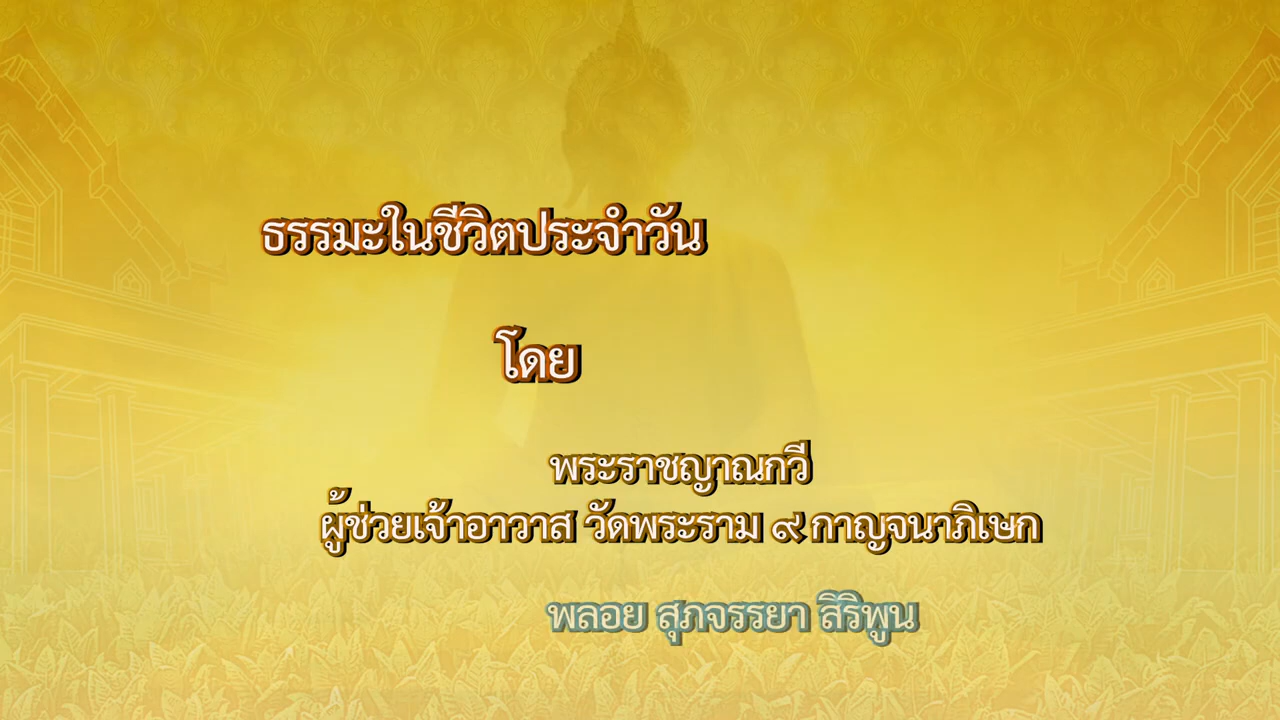 ธรรมะในชีวิตประจำวัน
โดย
พระราชญาณกวี
ผู้ช่วยเจ้าอาวาส วัดพระราม ๙ กาญจนาภิเษก
พลอย สุภจรรยา สิริพูน